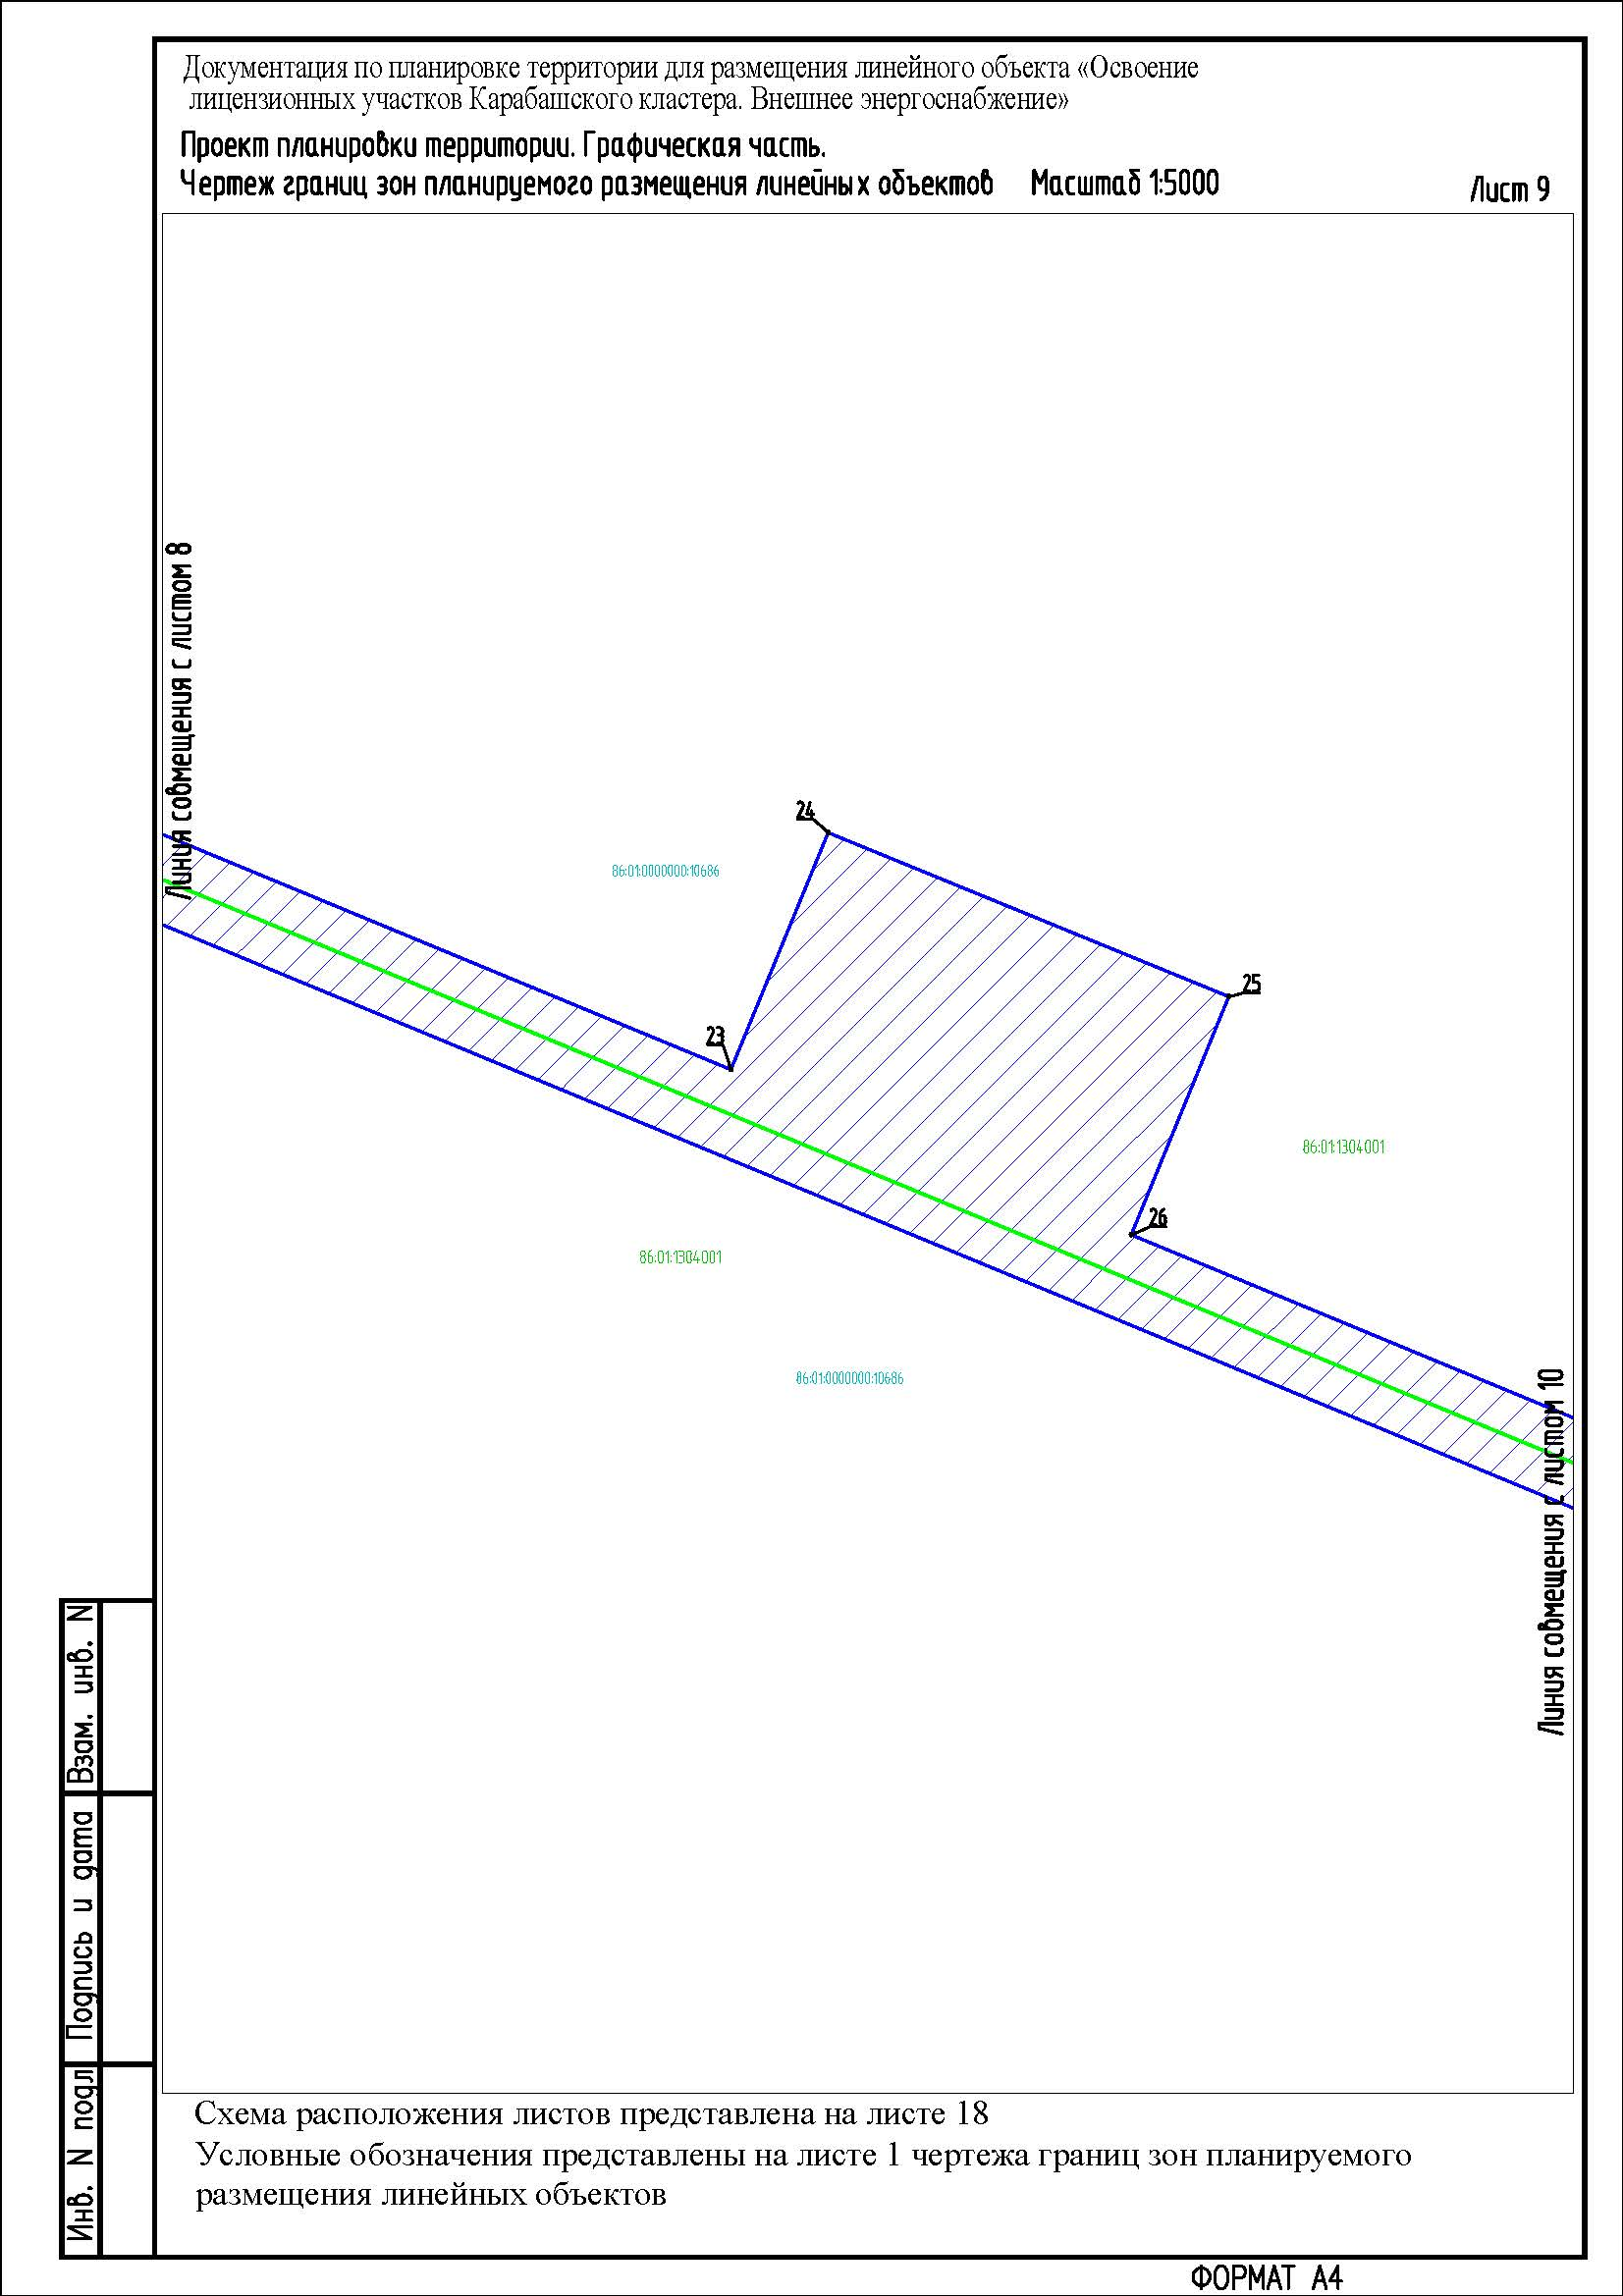 Документация по планировке территории для размещения линейного объекта «Освоение
лицензионных участков Карабашского кластера. Внешнее энергоснабжение»
Проект планировки территории. Графическая часть.
Чертеж границ зон планируемого размещения линейных объектов Масштаб 1:5000
Лист 9
Линия совмещения с листом 8
24
86:01:0000000:10686
25
23
86:01:1304001
26
86:01:1304001
86:01:0000000:10686
Линия совмещения с листом 10
Взам. инв. N
Подпись и дата
Инв. N подл
Схема расположения листов представлена на листе 18
Условные обозначения представлены на листе 1 чертежа границ зон планируемого
размещения линейных объектов
ФОРМАТ А4